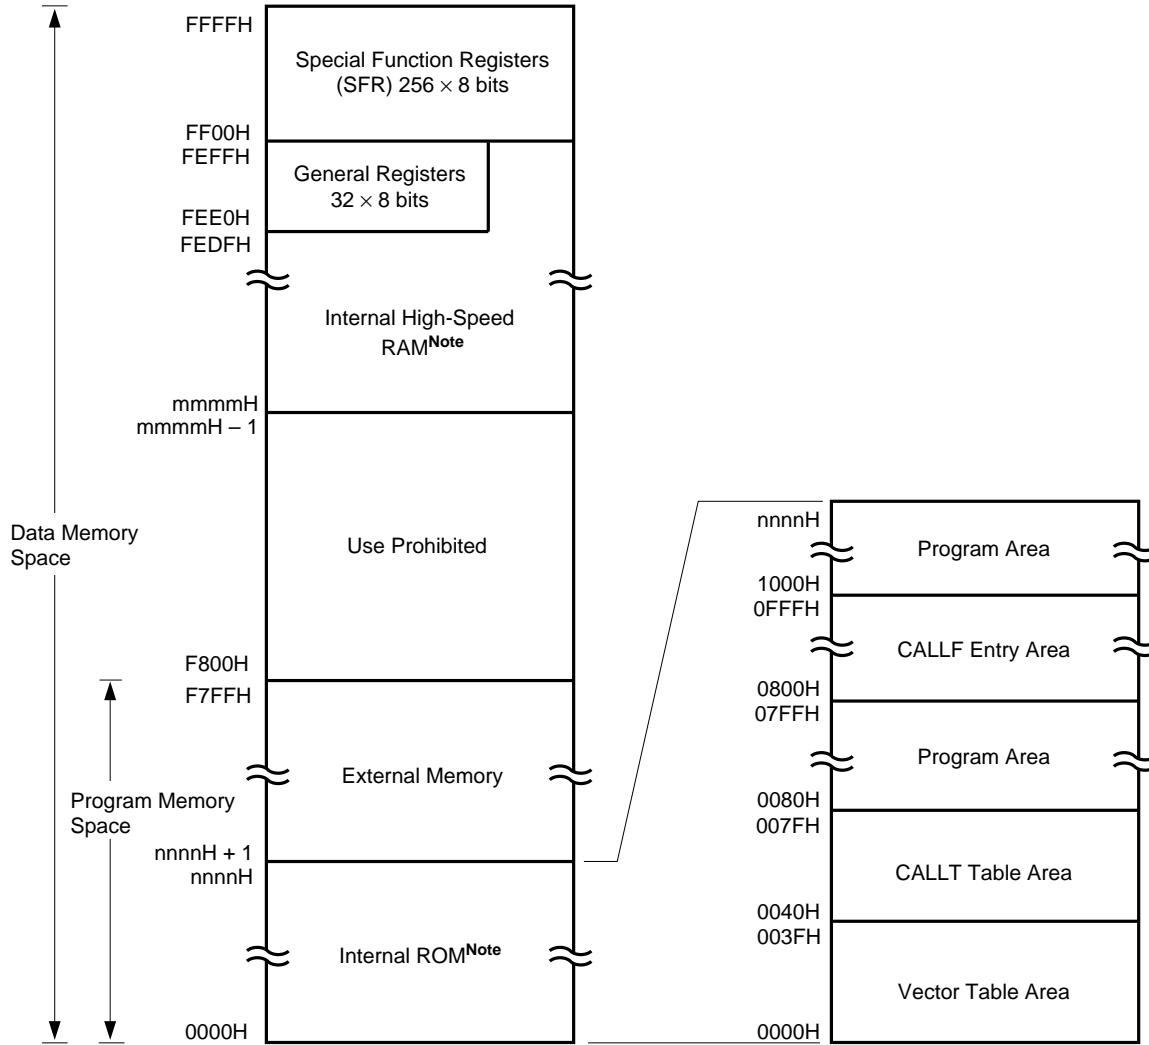 FFFFH
Special Function Registers
(SFR) 256 × 8 bits
FF00H
FEFFH
General Registers
32 × 8 bits
FEE0H
FEDFH
Internal High-Speed
RAMNote
mmmmH
mmmmH – 1
Data Memory
Space
Use Prohibited
F800H
F7FFH
External Memory
Program Memory
Space
nnnnH + 1
nnnnH
Internal ROMNote
0000H
nnnnH
Program Area
1000H
0FFFH
CALLF Entry Area
0800H
07FFH
Program Area
0080H
007FH
CALLT Table Area
0040H
003FH
Vector Table Area
0000H